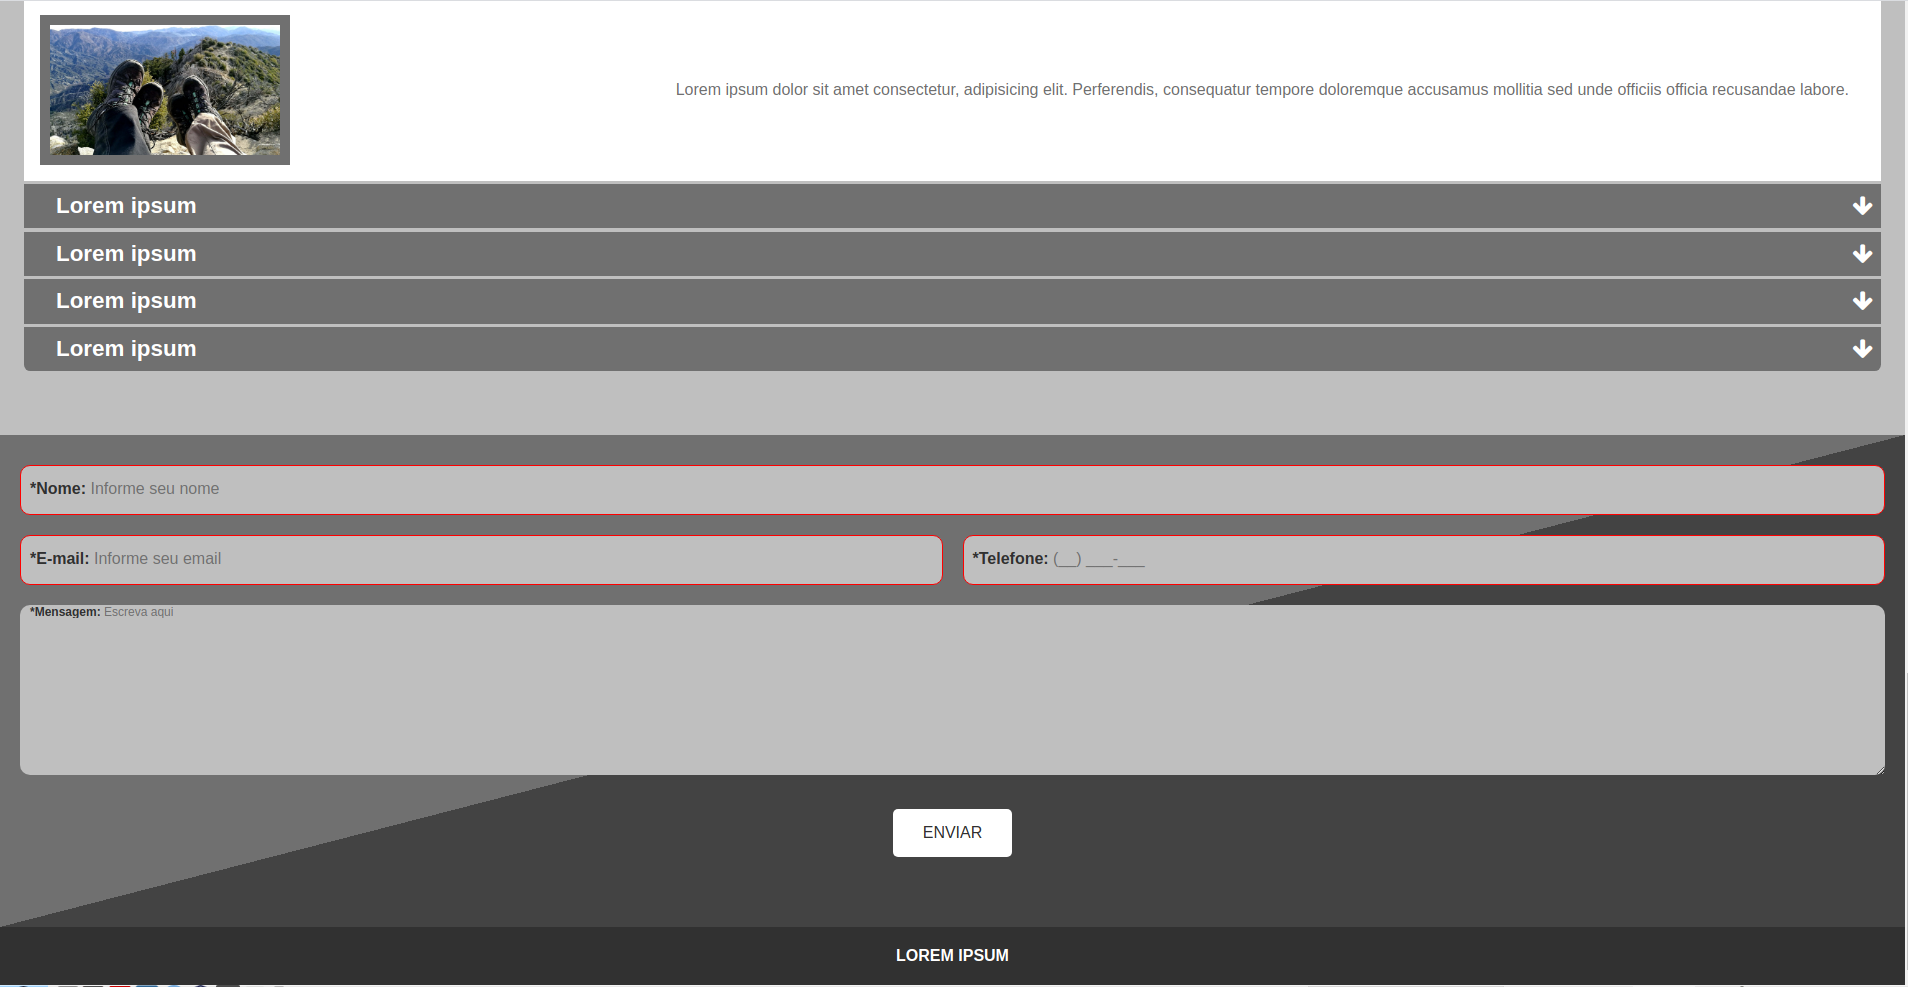 Lorem ipsum dolor sit amet consectetur, adipisicing elit. Perferendis, consequatur tempore doloremque accusamus mollitia sed unde officiis officia recusandae labore.
Lorem ipsum
Lorem ipsum
Lorem ipsum
Lorem ipsum
*Nome: Informe seu nome
*E-mail: Informe seu email
*Telefone: (__) ___-___
*Mensagem: Escreva aqui
ENVIAR
LOREM IPSUM